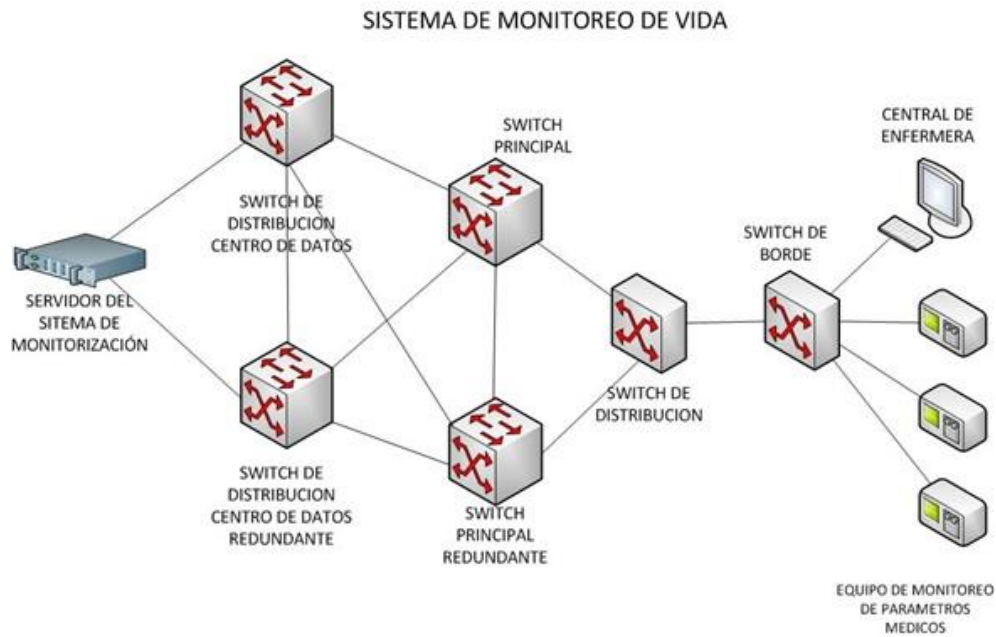 SISTEMA DE MONITOREO DE VIDA
SWITCH DE
DISTRIBUCION
CENTRO DE DATOS
SWITCH
PRINCIPAL
CENTRAL DE
ENFERMERA
SWITCH DE
BORDE
SERVIDOR DEL
SITEMA DE
MONITORIZACIÓN
SWITCH DE
DISTRIBUCION
SWITCH DE
DISTRIBUCION
CENTRO DE DATOS
REDUNDANTE
SWITCH
PRINCIPAL
REDUNDANTE
EQUIPO DE MONITOREO
DE PARAMETROS
MEDICOS